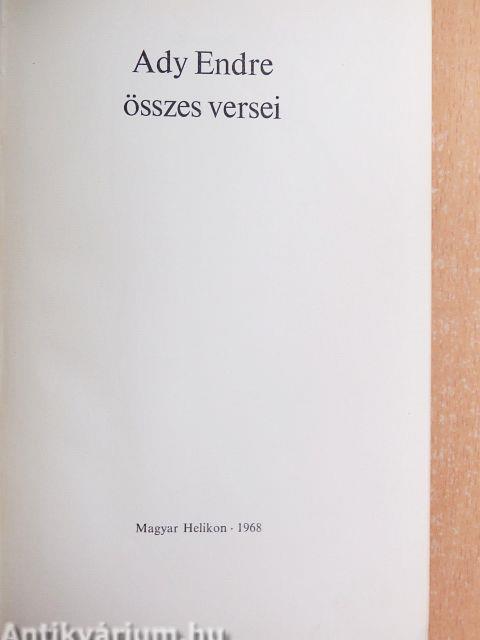 Ady Endre
összes versei
Magyar Helikon · 1968
Antikvárium.hu